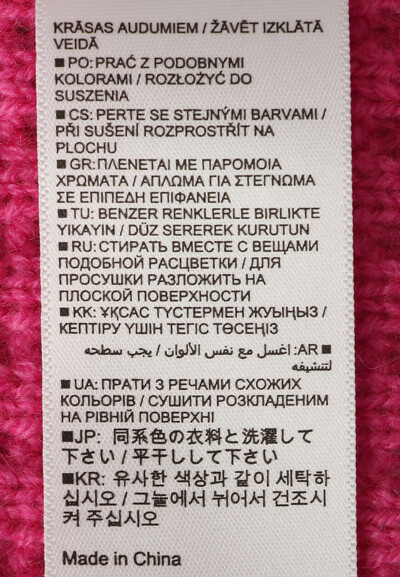 KRĀSAS AUDUMIEM / ŽĀVĒT IZKLĀTĀ
VEIDĀ
■ PO: PRAĆ Z PODOBNYMI
KOLORAMI / ROZŁOŻYĆ DO
SUSZENIA
■ CS: PERTE SE STEJNÝMI BARVAMI /
PŘI SUŠENÍ ROZPROSTŘÍT NA
PLOCHU
■ GR: ΠΛΕΝΕΤΑΙ ΜΕ ΠΑΡΟΜΟΙΑ
ΧΡΩΜΑΤΑ / ΑΠΛΩΜΑ ΓΙΑ ΣΤΕΓΝΩΜΑ
ΣΕ ΕΠΙΠΕΔΗ ΕΠΙΦΑΝΕΙΑ
■ TU: BENZER RENKLERLE BIRLIKTE
YIKAYIN / DÜZ SEREREK KURUTUN
■ RU: СТИРАТЬ ВМЕСТЕ С ВЕЩАМИ
ПОДОБНОЙ РАСЦВЕТКИ / ДЛЯ
ПРОСУШКИ РАЗЛОЖИТЬ НА
ПЛОСКОЙ ПОВЕРХНОСТИ
■ KK: ҰҚСАС ТҮСТЕРМЕН ЖУЫҢЫЗ /
КЕПТІРУ ҮШІН ТЕГІС ТӨСЕҢІЗ
■ AR: اغسل مع نفس الألوان / يجب سطحه
لتنشيفه
■ UA: ПРАТИ З РЕЧАМИ СХОЖИХ
КОЛЬОРІВ / СУШИТИ РОЗКЛАДЕНИМ
НА РІВНІЙ ПОВЕРХНІ
■JP: 同系色の衣料と洗濯して
下さい / 平干しして下さい
■KR: 유사한 색상과 같이 세탁하
십시오 / 그늘에서 뉘어서 건조시
켜 주십시오
Made in China